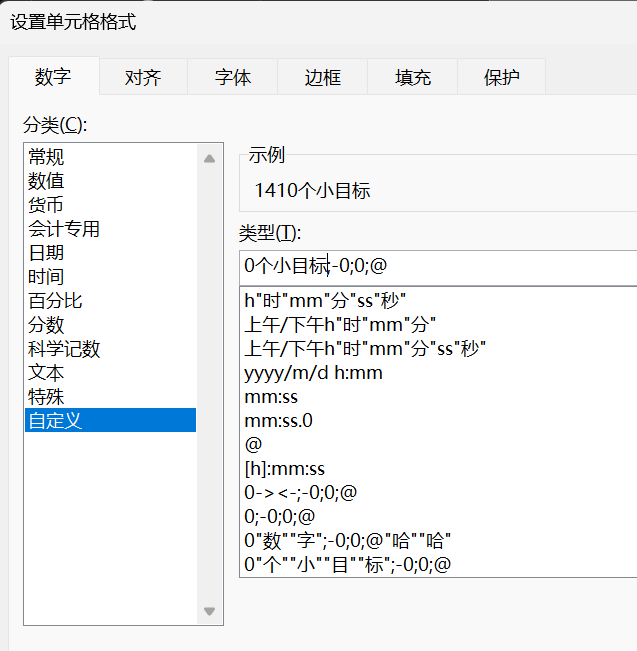 设置单元格格式
数字 对齐 字体 边框 填充 保护
分类(C):
常规
数值
货币
会计专用
日期
时间
百分比
分数
科学记数
文本
特殊
自定义
示例
1410个小目标
类型(T):
0个小目标;-0;0;@
h"时"mm"分"ss"秒"
上午/下午h"时"mm"分"
上午/下午h"时"mm"分"ss"秒"
yyyy/m/d h:mm
mm:ss
mm:ss.0
@
[h]:mm:ss
0-><-;-0;0;@
0;-0;0;@
0"数""字";-0;0;@"哈""哈"
0"个""小""目""标";-0;0;@